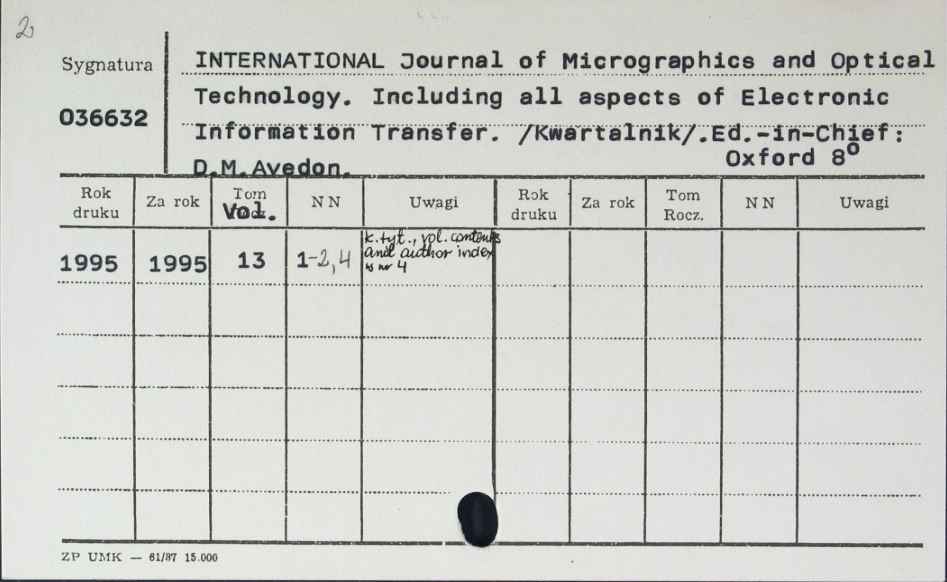 2
Sygnatura
036632
INTERNATIONAL Journal of Micrographics and Optical
Technology. Including all aspects of Electronic
Information Transfer. /Kwartalnik/.Ed.-in-Chief:
D.M.Avedon.
Oxford 8º
Rok druku Za rok Tom Vol. NN Uwagi Rok druku Za rok Tom Rocz. NN Uwagi
1995 1995 13 1-2,4 k.tyt., vol. contents
and author index
w nr 4
ZP UMK — 61/87 15.000